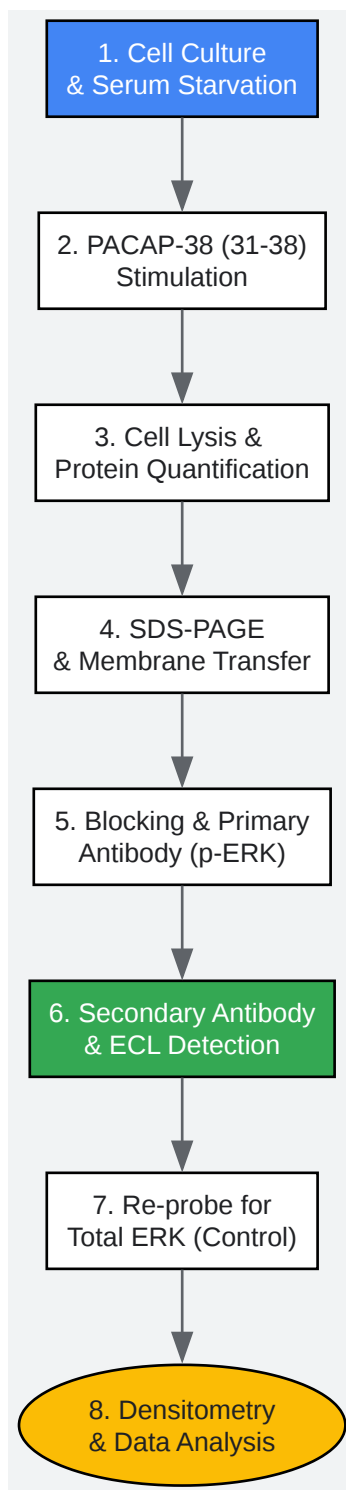 1. Cell Culture
& Serum Starvation
2. PACAP-38 (31-38)
Stimulation
3. Cell Lysis &
Protein Quantification
4. SDS-PAGE
& Membrane Transfer
5. Blocking & Primary
Antibody (p-ERK)
6. Secondary Antibody
& ECL Detection
7. Re-probe for
Total ERK (Control)
8. Densitometry
& Data Analysis